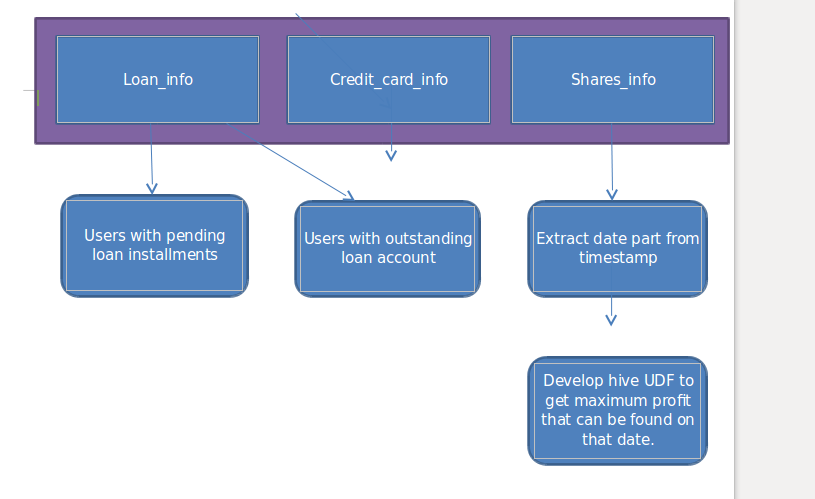 Loan_info
Credit_card_info
Shares_info
Users with pending
loan installments
Users with outstanding
loan account
Extract date part from
timestamp
Develop hive UDF to
get maximum profit
that can be found on
that date.